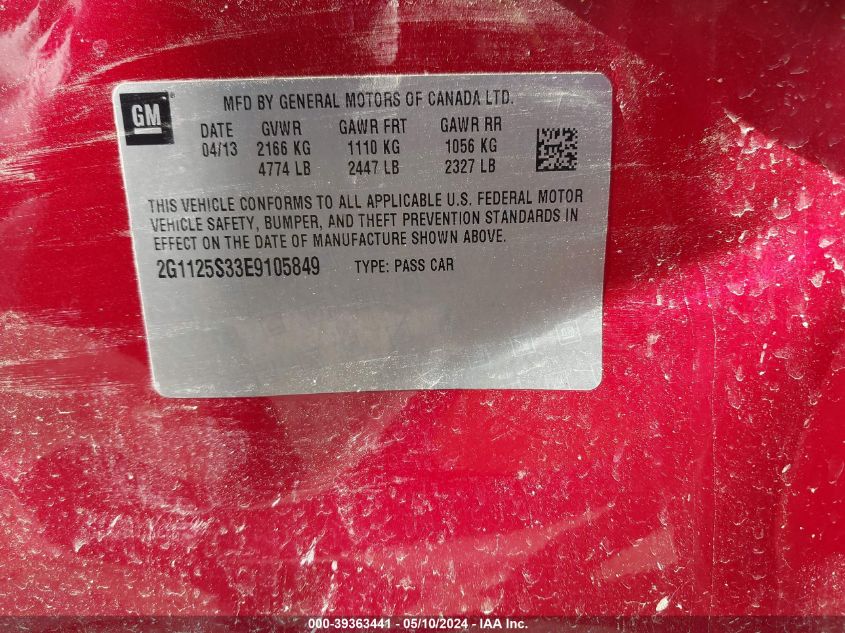 GM
MFD BY GENERAL MOTORS OF CANADA LTD.
DATE GVWR GAWR FRT GAWR RR
04/13 2166 KG 1110 KG 1056 KG
4774 LB 2447 LB 2327 LB
THIS VEHICLE CONFORMS TO ALL APPLICABLE U.S. FEDERAL MOTOR
VEHICLE SAFETY, BUMPER, AND THEFT PREVENTION STANDARDS IN
EFFECT ON THE DATE OF MANUFACTURE SHOWN ABOVE.
2G1125S33E9105849 TYPE: PASS CAR
000-39363441 - 05/10/2024 - IAA Inc.